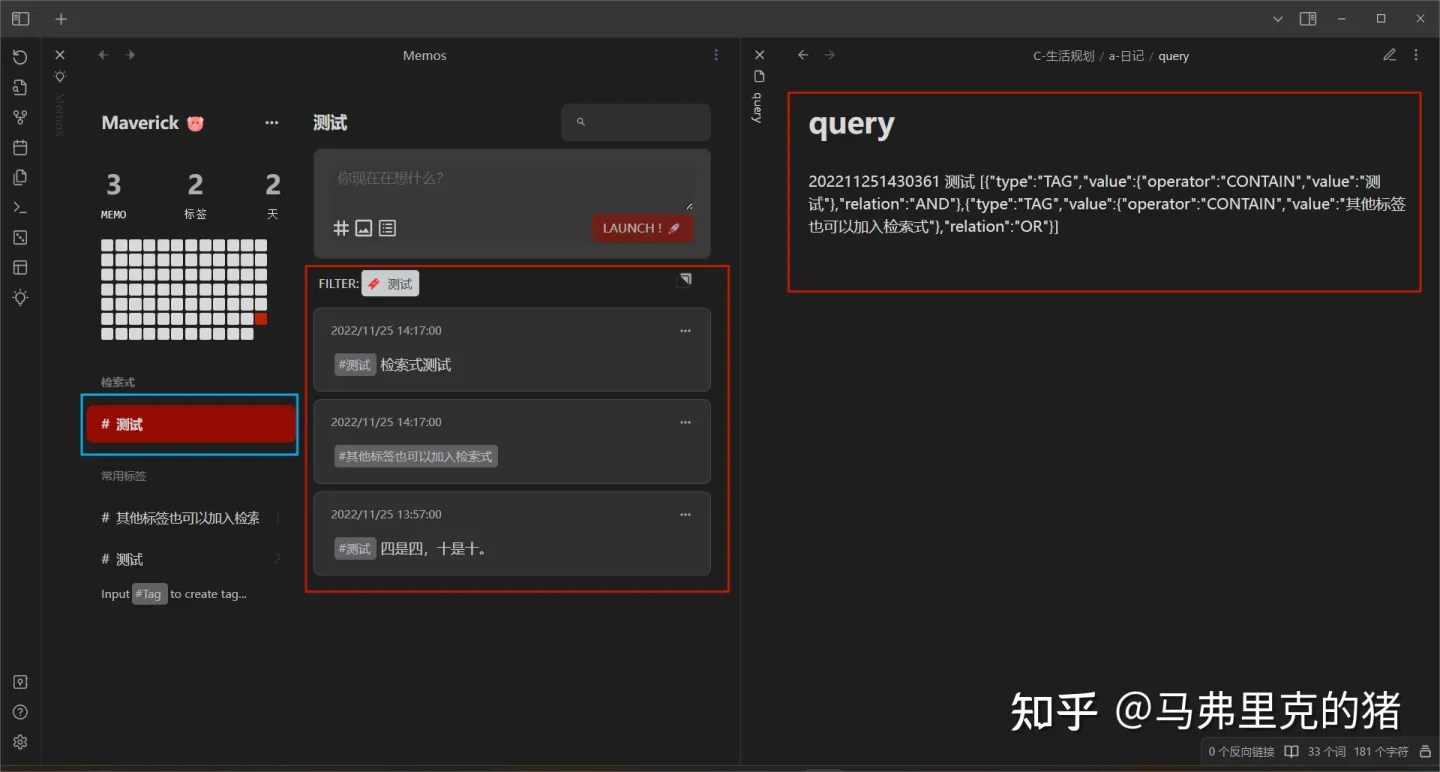 Memos
Memos
Maverick
3 2 2
MEMO 标签 天
检索式
# 测试
常用标签
# 其他标签也可以加入检索 1
# 测试 2
Input #Tag to create tag...
测试
你现在在想什么?
LAUNCH !
FILTER: 测试
2022/11/25 14:17:00
#测试 检索式测试
2022/11/25 14:17:00
#其他标签也可以加入检索式
2022/11/25 13:57:00
#测试 四是四，十是十。
query
C-生活规划 / a-日记 / query
query
202211251430361 测试 [{"type":"TAG","value":{"operator":"CONTAIN","value":"测
试"},"relation":"AND"},{"type":"TAG","value":{"operator":"CONTAIN","value":"其他标签
也可以加入检索式"},"relation":"OR"}]
知乎 @马弗里克的猪
0 个反向链接 33 个词 181 个字符